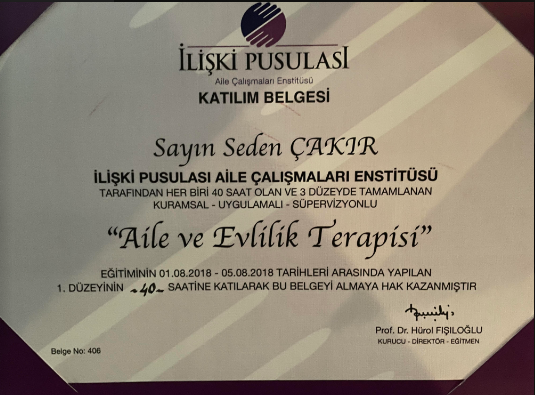 İLİŞKİ PUSULASI
Aile Çalışmaları Enstitüsü
KATILIM BELGESİ
Sayın Seden ÇAKIR
İLİŞKİ PUSULASI AİLE ÇALIŞMALARI ENSTİTÜSÜ
TARAFINDAN HER BİRİ 40 SAAT OLAN VE 3 DÜZEYDE TAMAMLANAN
KURAMSAL - UYGULAMALI - SÜPERVİZYONLU
"Aile ve Evlilik Terapisi"
EĞİTİMİNİN 01.08.2018 - 05.08.2018 TARİHLERİ ARASINDA YAPILAN
1. DÜZEYİNİN -40- SAATİNE KATILARAK BU BELGEYİ ALMAYA HAK KAZANMIŞTIR
Prof. Dr. Hürol FIŞILOĞLU
KURUCU - DİREKTÖR - EĞİTMEN
Belge No: 406